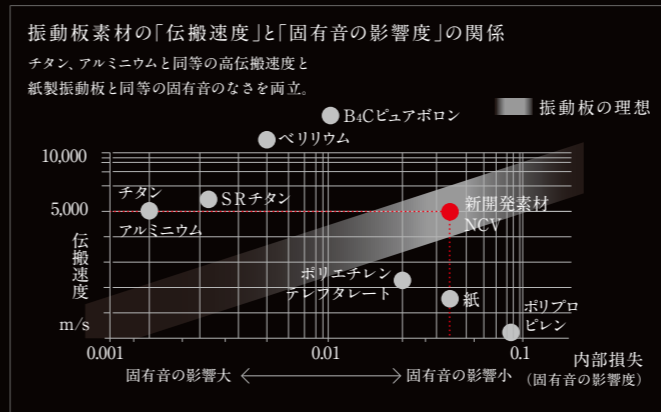 振動板素材の「伝搬速度」と「固有音の影響度」の関係
チタン、アルミニウムと同等の高伝搬速度と
紙製振動板と同等の固有音のなさを両立。
B4Cピュアボロン
振動板の理想
ベリリウム
10,000
チタン
SRチタン
新開発素材
NCV
5,000
アルミニウム
伝搬速度
ポリエチレン
テレフタレート
紙
ポリプロ
ピレン
m/s
0.001
0.01
0.1
内部損失
固有音の影響大
固有音の影響小
(固有音の影響度)